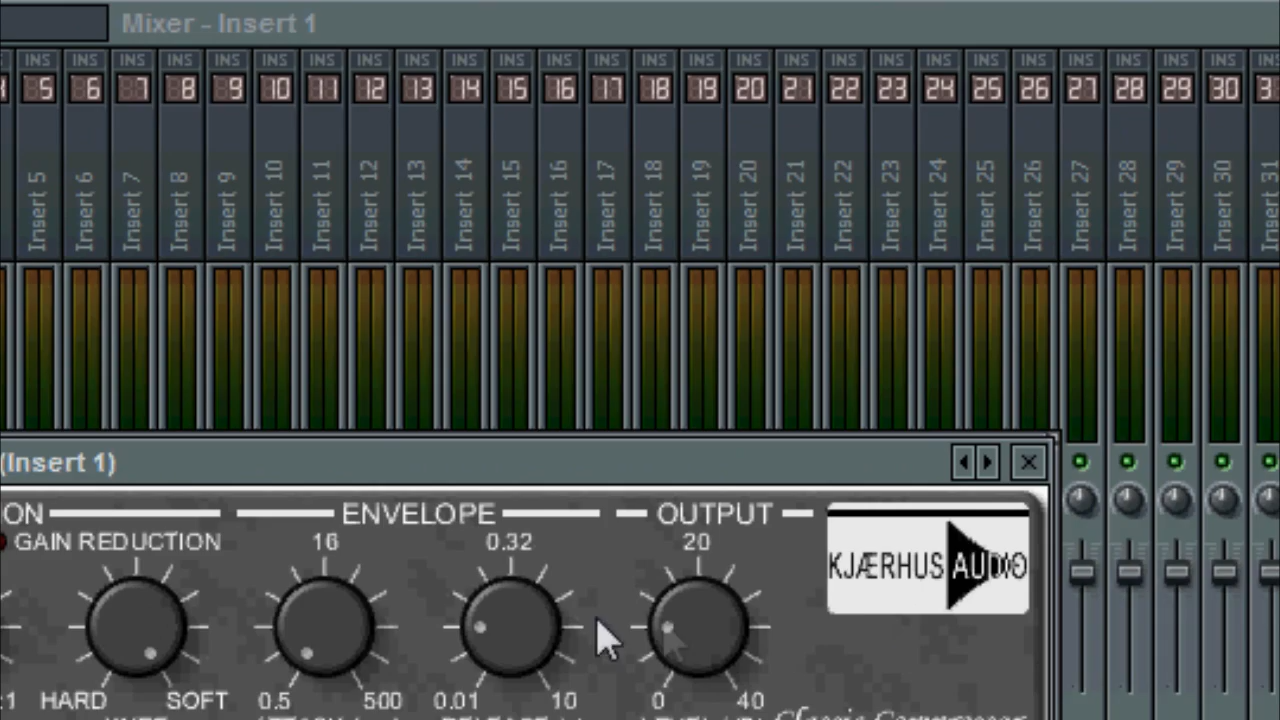 Mixer - Insert 1
INS INS INS INS INS INS INS INS INS INS INS INS INS INS INS INS INS INS INS INS INS INS INS INS INS INS
5 6 7 8 9 10 11 12 13 14 15 16 17 18 19 20 21 22 23 24 25 26 27 28 29 30
Insert 5 Insert 6 Insert 7 Insert 8 Insert 9 Insert 10 Insert 11 Insert 12 Insert 13 Insert 14 Insert 15 Insert 16 Insert 17 Insert 18 Insert 19 Insert 20 Insert 21 Insert 22 Insert 23 Insert 24 Insert 25 Insert 26 Insert 27 Insert 28 Insert 29 Insert 30 Insert 31
(Insert 1)
ON ENVELOPE OUTPUT
GAIN REDUCTION 16 0.32 20
KJÆRHUS AUDIO
:1 HARD SOFT 0.5 500 0.01 10 0 40